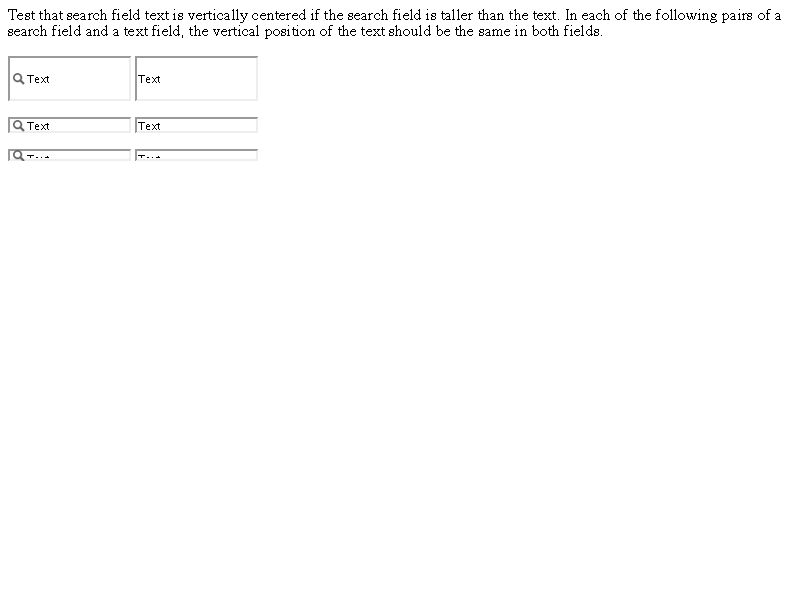 Test that search field text is vertically centered if the search field is taller than the text. In each of the following pairs of a
search field and a text field, the vertical position of the text should be the same in both fields.
Text Text
Text Text